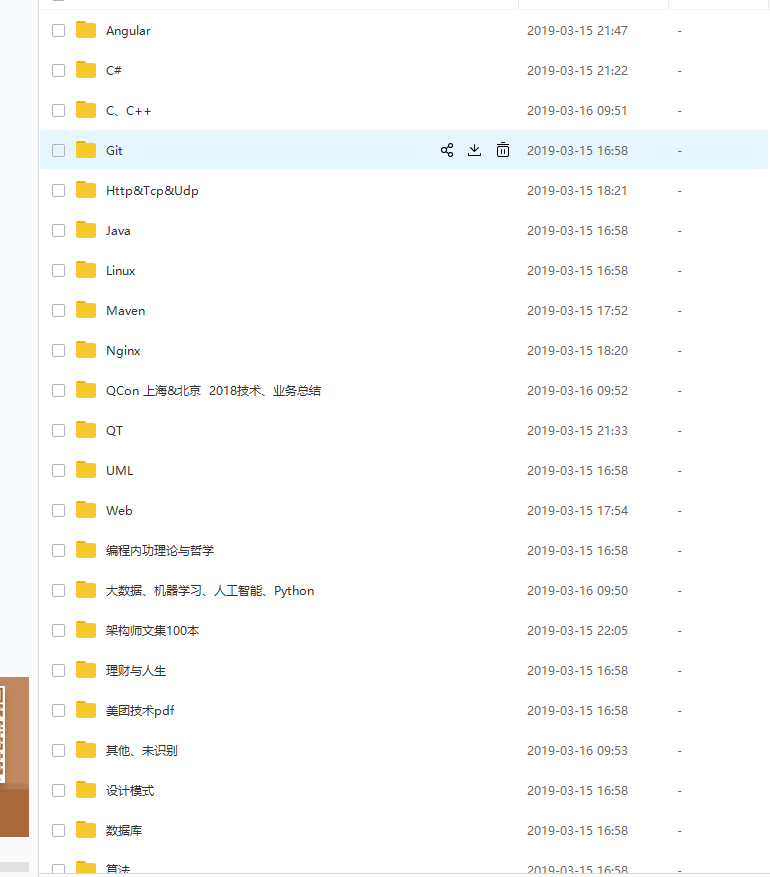 Angular 2019-03-15 21:47 -
C# 2019-03-15 21:22 -
C、C++ 2019-03-16 09:51 -
Git 2019-03-15 16:58 -
Http&Tcp&Udp 2019-03-15 18:21 -
Java 2019-03-15 16:58 -
Linux 2019-03-15 16:58 -
Maven 2019-03-15 17:52 -
Nginx 2019-03-15 18:20 -
QCon 上海&北京 2018技术、业务总结 2019-03-16 09:52 -
QT 2019-03-15 21:33 -
UML 2019-03-15 16:58 -
Web 2019-03-15 17:54 -
编程内功理论与哲学 2019-03-15 16:58 -
大数据、机器学习、人工智能、Python 2019-03-16 09:50 -
架构师文集100本 2019-03-15 22:05 -
理财与人生 2019-03-15 16:58 -
美团技术pdf 2019-03-15 16:58 -
其他、未识别 2019-03-16 09:53 -
设计模式 2019-03-15 16:58 -
数据库 2019-03-15 16:58 -
算法 2019-03-15 16:58 -